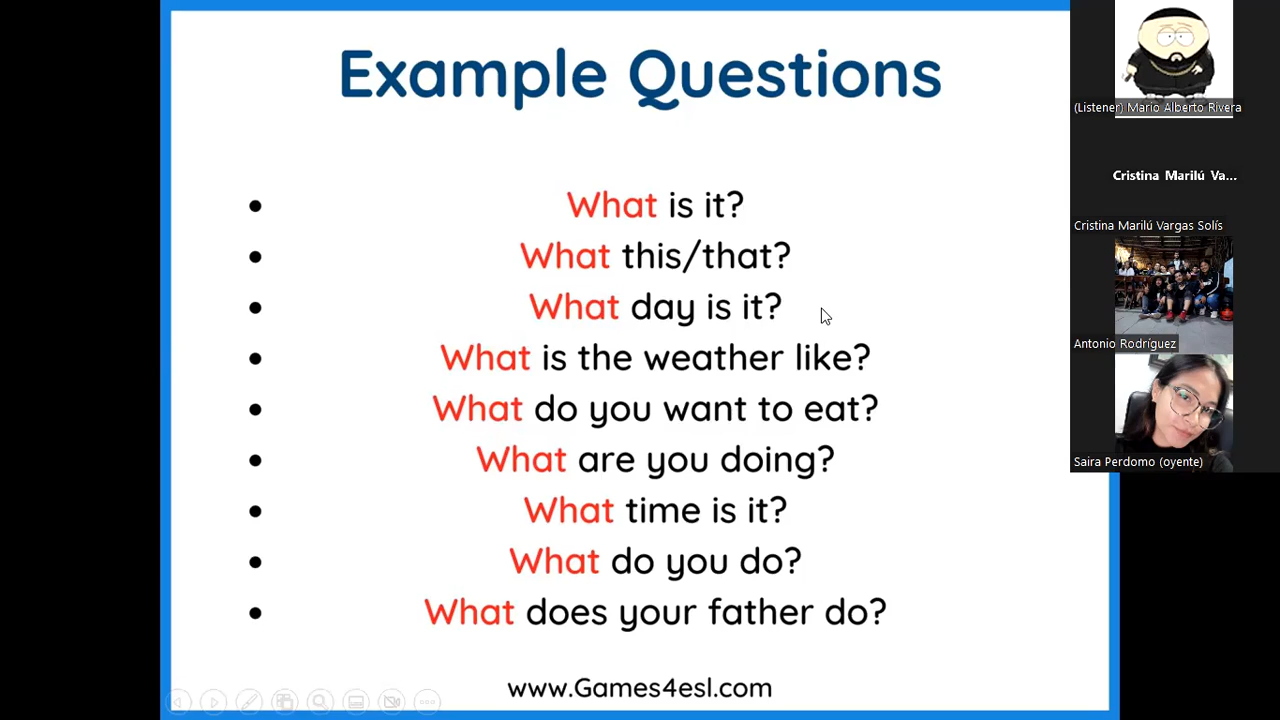 Example Questions
• What is it?
• What this/that?
• What day is it?
• What is the weather like?
• What do you want to eat?
• What are you doing?
• What time is it?
• What do you do?
• What does your father do?
www.Games4esl.com
(Listener) Mario Alberto Rivera
Cristina Marilú Va...
Cristina Marilú Vargas Solís
Antonio Rodríguez
Saira Perdomo (oyente)